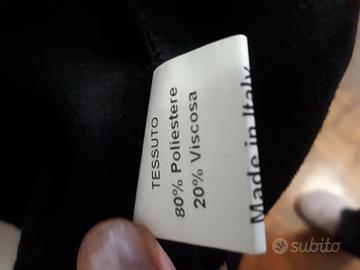 TESSUTO
80% Poliestere
20% Viscosa
Made in Italy
subito